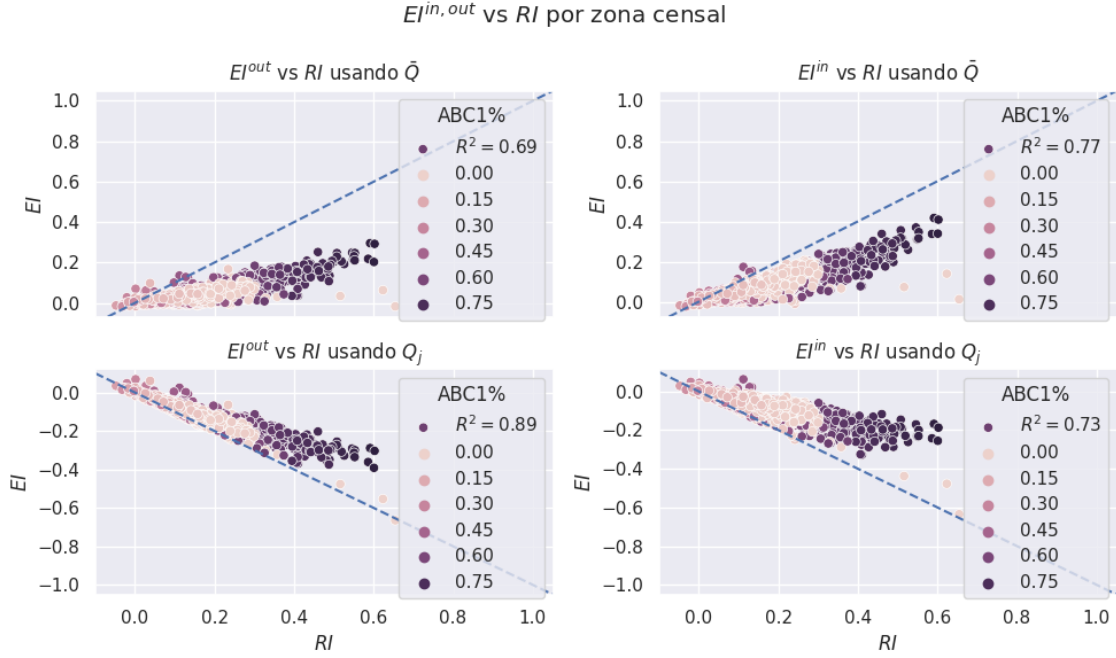 EI^{in, out} vs RI por zona censal
EI^{out} vs RI usando Q̄
EI
1.0
0.8
0.6
0.4
0.2
0.0
ABC1%
R² = 0.69
0.00
0.15
0.30
0.45
0.60
0.75
EI^{in} vs RI usando Q̄
EI
1.0
0.8
0.6
0.4
0.2
0.0
ABC1%
R² = 0.77
0.00
0.15
0.30
0.45
0.60
0.75
EI^{out} vs RI usando Q_j
EI
0.0
−0.2
−0.4
−0.6
−0.8
−1.0
ABC1%
R² = 0.89
0.00
0.15
0.30
0.45
0.60
0.75
0.0 0.2 0.4 0.6 0.8 1.0
RI
EI^{in} vs RI usando Q_j
EI
0.0
−0.2
−0.4
−0.6
−0.8
−1.0
ABC1%
R² = 0.73
0.00
0.15
0.30
0.45
0.60
0.75
0.0 0.2 0.4 0.6 0.8 1.0
RI